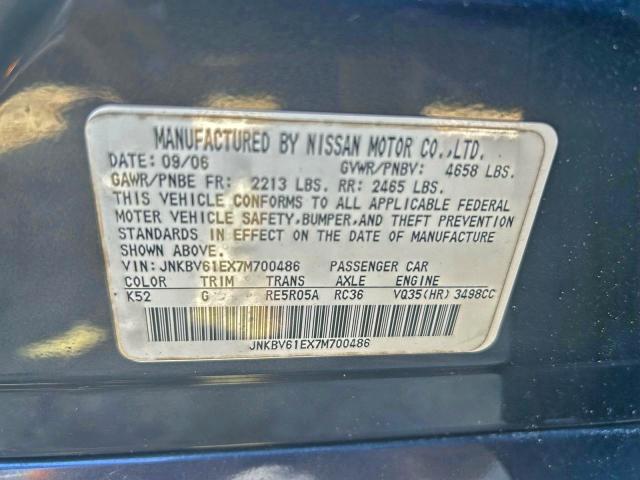 MANUFACTURED BY NISSAN MOTOR CO.,LTD.
DATE: 09/06 GVWR/PNBV: 4658 LBS.
GAWR/PNBE FR: 2213 LBS. RR: 2465 LBS.
THIS VEHICLE CONFORMS TO ALL APPLICABLE FEDERAL
MOTOR VEHICLE SAFETY,BUMPER,AND THEFT PREVENTION
STANDARDS IN EFFECT ON THE DATE OF MANUFACTURE
SHOWN ABOVE.
VIN: JNKBV61EX7M700486 PASSENGER CAR
COLOR TRIM TRANS AXLE ENGINE
K52 G RE5R05A RC36 VQ35(HR) 3498CC
JNKBV61EX7M700486